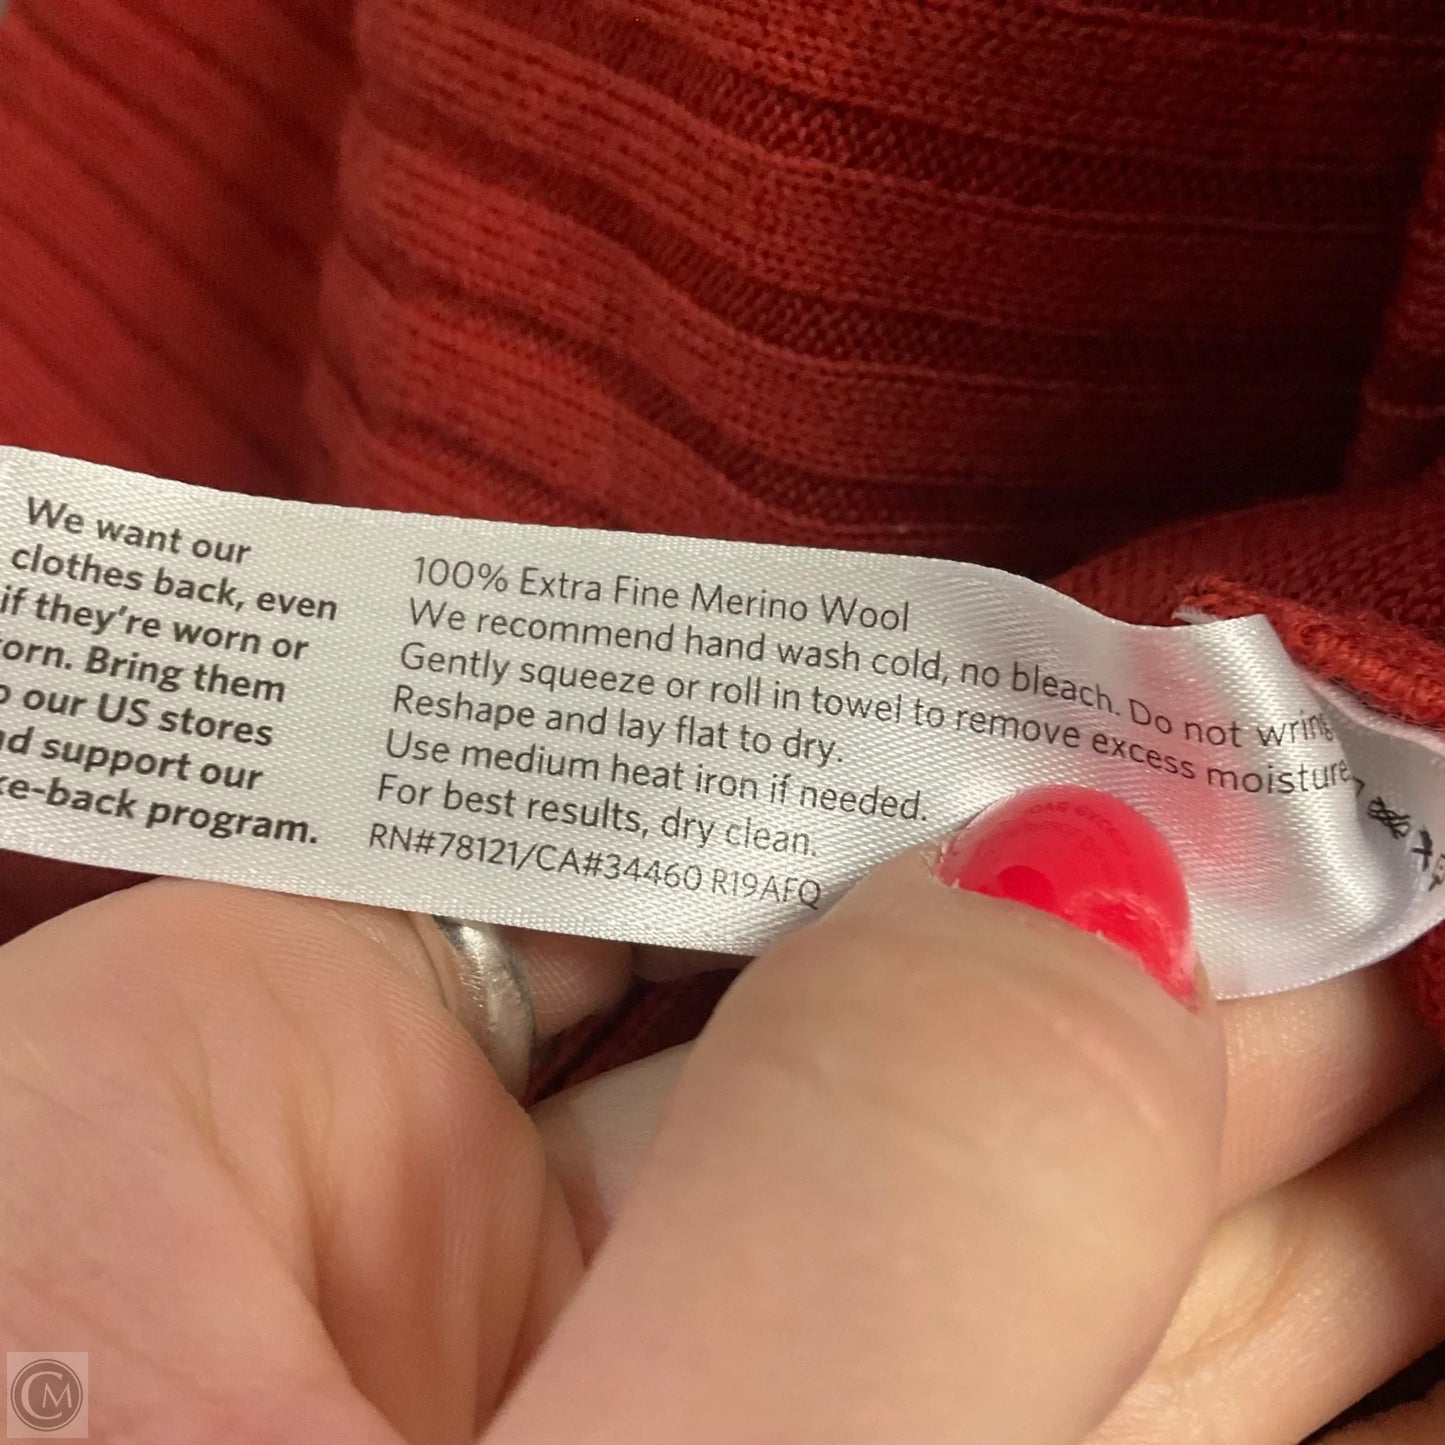 We want our
clothes back, even
if they're worn or
Bring them
our US stores
support our
program.
100% Extra Fine Merino Wool
We recommend hand wash cold, no bleach. Do not wring
Gently squeeze or roll in towel to remove excess moisture
Reshape and lay flat to dry.
Use medium heat iron if needed.
For best results, dry clean.
RN#78121/CA#34460 R19AFQ
CM